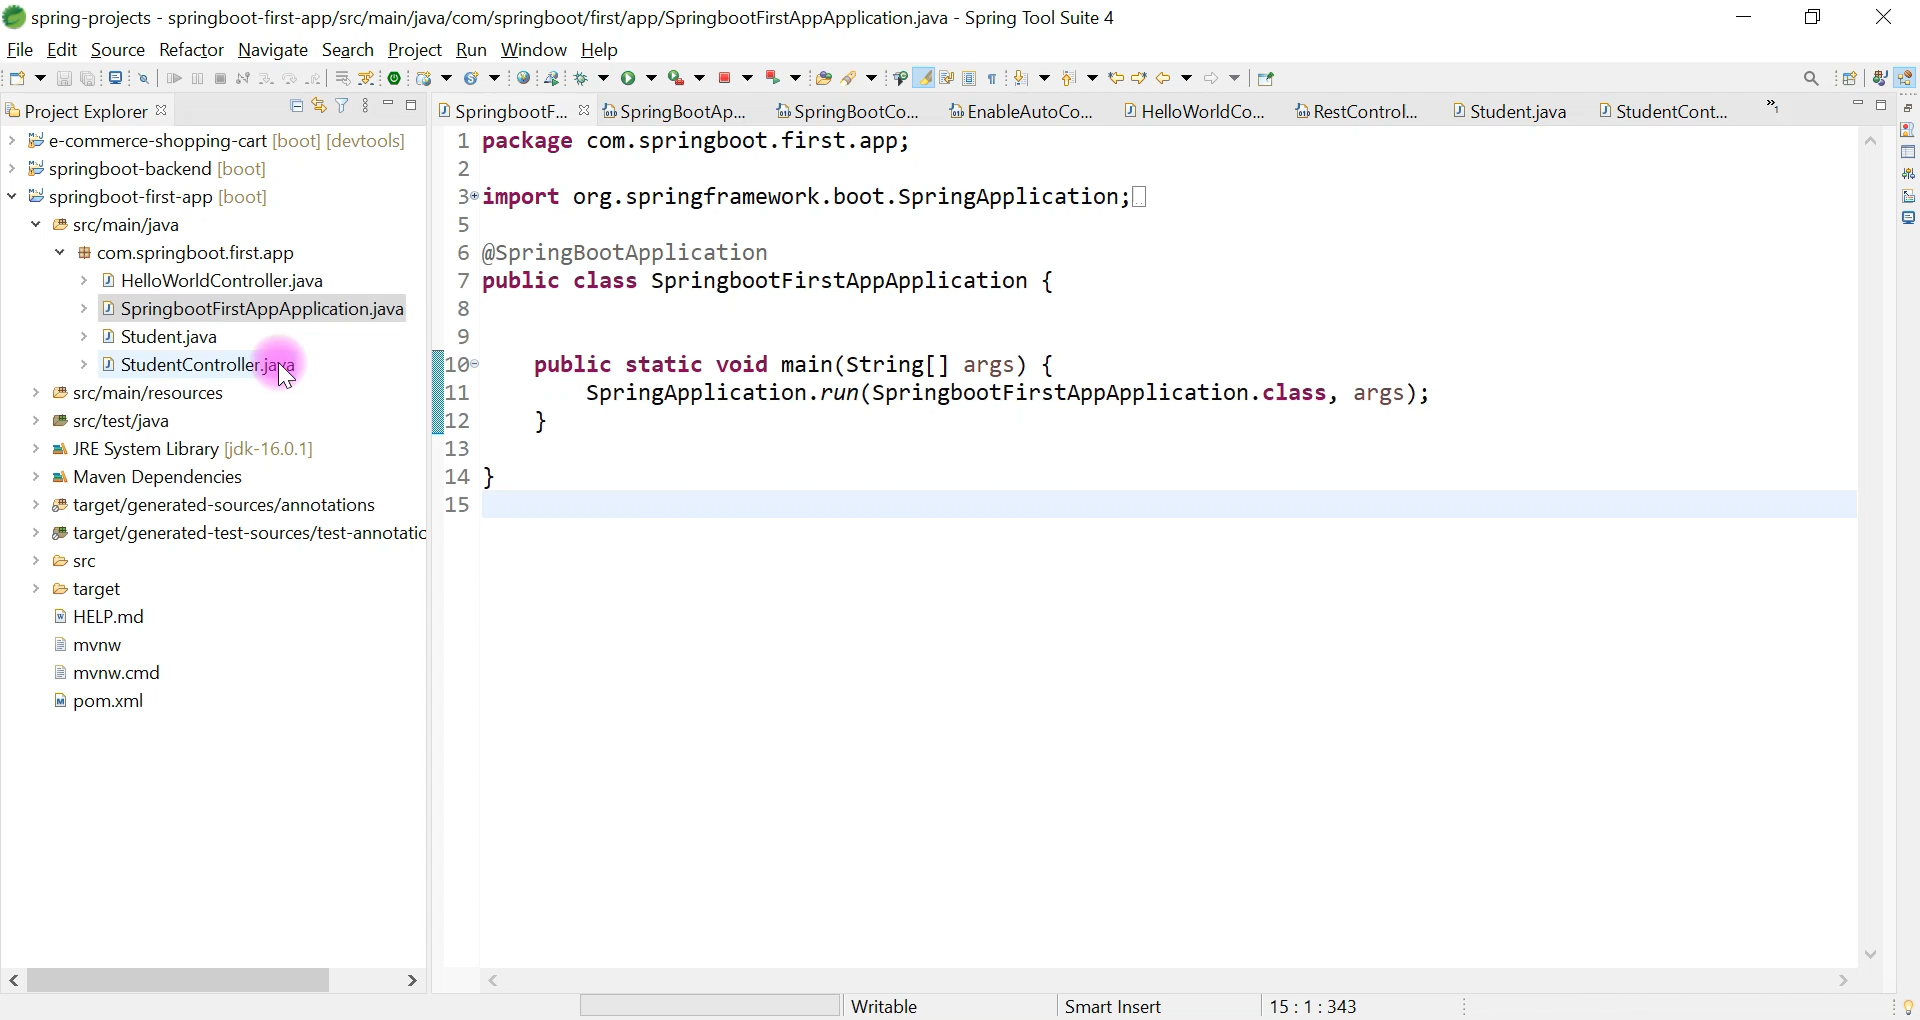 spring-projects - springboot-first-app/src/main/java/com/springboot/first/app/SpringbootFirstAppApplication.java - Spring Tool Suite 4
File Edit Source Refactor Navigate Search Project Run Window Help
Project Explorer
SpringbootF... SpringBootAp... SpringBootCo... EnableAutoCo... HelloWorldCo... RestControl... Student.java StudentCont... »1
e-commerce-shopping-cart [boot] [devtools]
springboot-backend [boot]
springboot-first-app [boot]
src/main/java
com.springboot.first.app
HelloWorldController.java
SpringbootFirstAppApplication.java
Student.java
StudentController.java
src/main/resources
src/test/java
JRE System Library [jdk-16.0.1]
Maven Dependencies
target/generated-sources/annotations
target/generated-test-sources/test-annotatio
src
target
HELP.md
mvnw
mvnw.cmd
pom.xml
1 package com.springboot.first.app;
2
3 import org.springframework.boot.SpringApplication;
5
6 @SpringBootApplication
7 public class SpringbootFirstAppApplication {
8
9
10 public static void main(String[] args) {
11 SpringApplication.run(SpringbootFirstAppApplication.class, args);
12 }
13
14 }
15
Writable Smart Insert 15 : 1 : 343